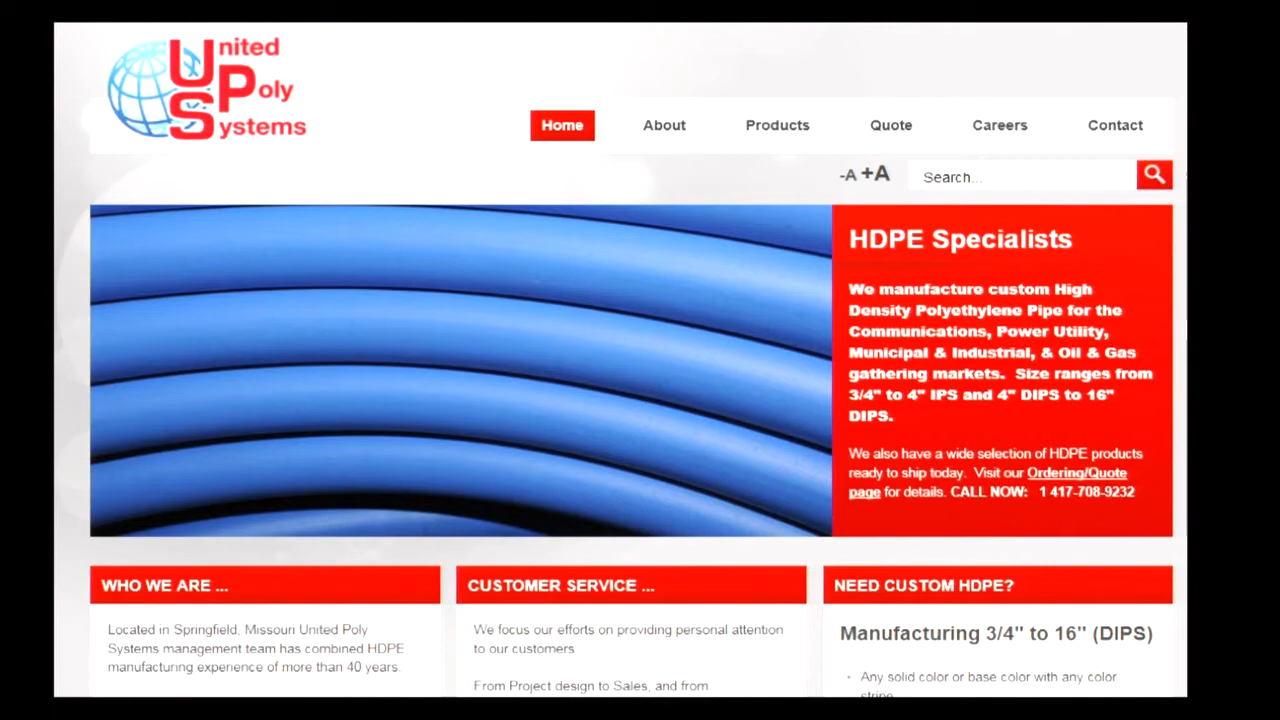 United
Poly
Systems
Home About Products Quote Careers Contact
-A +A Search...
HDPE Specialists
We manufacture custom High
Density Polyethylene Pipe for the
Communications, Power Utility,
Municipal & Industrial, & Oil & Gas
gathering markets. Size ranges from
3/4" to 4" IPS and 4" DIPS to 16"
DIPS.
We also have a wide selection of HDPE products
ready to ship today. Visit our Ordering/Quote
page for details. CALL NOW: 1 417-708-9232
WHO WE ARE ...
Located in Springfield, Missouri United Poly
Systems management team has combined HDPE
manufacturing experience of more than 40 years.
CUSTOMER SERVICE ...
We focus our efforts on providing personal attention
to our customers
From Project design to Sales, and from
NEED CUSTOM HDPE?
Manufacturing 3/4" to 16" (DIPS)
· Any solid color or base color with any color
stripe